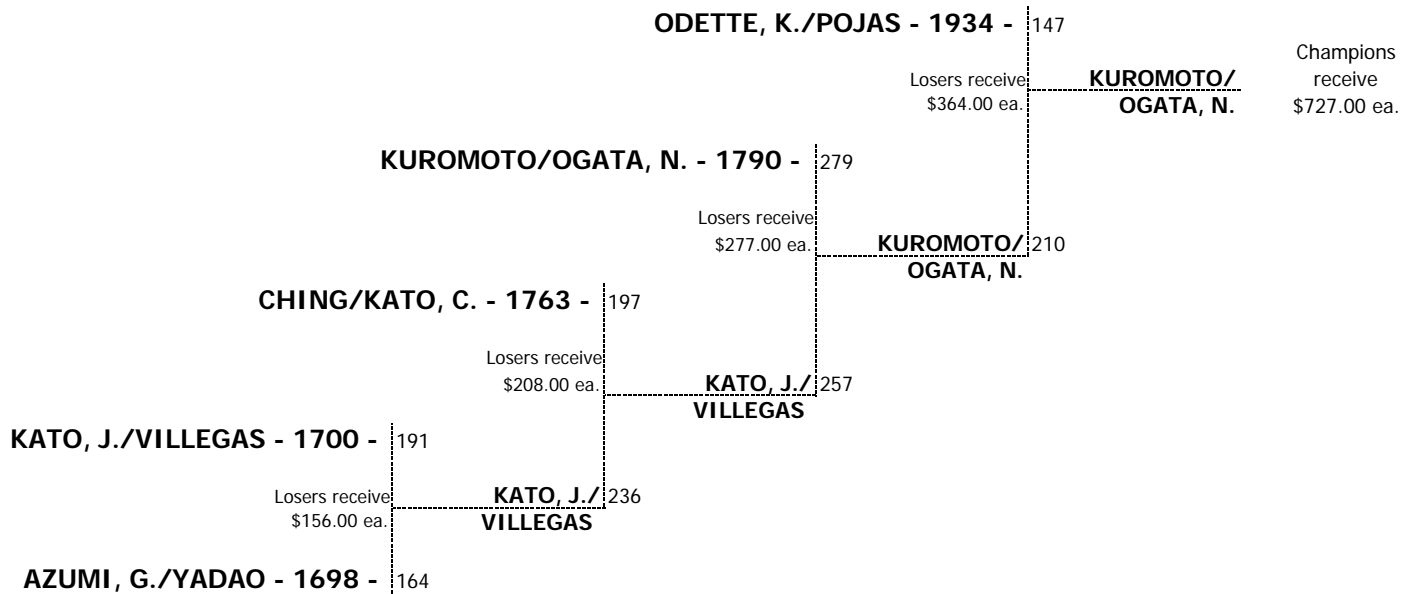 ODETTE, K./POJAS - 1934 - 147
Champions
receive
$727.00 ea.
Losers receive
$364.00 ea.
KUROMOTO/
OGATA, N.
KUROMOTO/OGATA, N. - 1790 - 279
Losers receive
$277.00 ea.
KUROMOTO/ 210
OGATA, N.
CHING/KATO, C. - 1763 - 197
Losers receive
$208.00 ea.
KATO, J./ 257
VILLEGAS
KATO, J./VILLEGAS - 1700 - 191
Losers receive
$156.00 ea.
KATO, J./ 236
VILLEGAS
AZUMI, G./YADAO - 1698 - 164